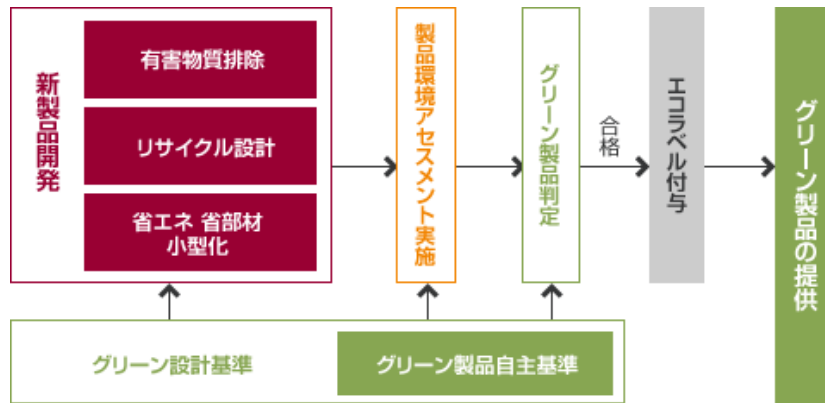 新製品開発
有害物質排除
リサイクル設計
省エネ 省部材
小型化
製品環境アセスメント実施
グリーン製品判定
合格
エコラベル付与
グリーン製品の提供
グリーン設計基準
グリーン製品自主基準